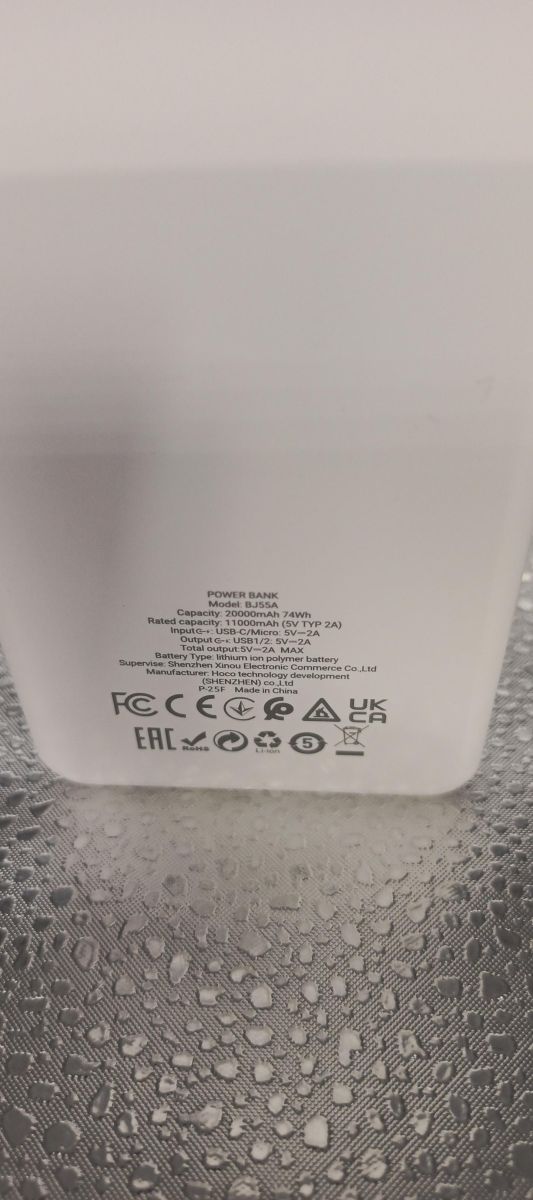 POWER BANK
Model: BJ55A
Capacity: 20000mAh 74Wh
Rated capacity: 11000mAh (5V TYP 2A)
Input: USB-C/Micro: 5V⎓2A
Output: USB1/2: 5V⎓2A
Total output:5V⎓2A MAX
Battery Type: lithium ion polymer battery
Supervise: Shenzhen Xinou Electronic Commerce Co.,Ltd
Manufacturer: Hoco technology development
(SHENZHEN) co.,Ltd
P-25F Made in China
FC CE UK
CA
EAC RoHS Li-ion 5